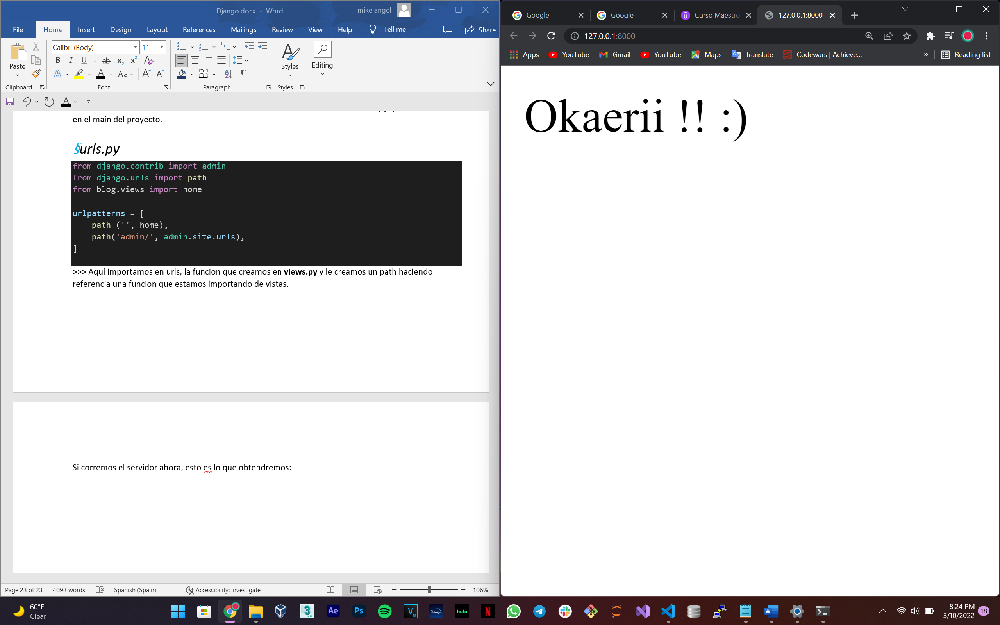 Django.docx - Word
mike angel
File Home Insert Design Layout References Mailings Review View Help Tell me Share
Paste
Calibri (Body) 11
Styles
Editing
Clipboard Font Paragraph Styles
en el main del proyecto.
§urls.py
from django.contrib import admin
from django.urls import path
from blog.views import home
urlpatterns = [
    path ('', home),
    path('admin/', admin.site.urls),
]
>>> Aquí importamos en urls, la funcion que creamos en views.py y le creamos un path haciendo
referencia una funcion que estamos importando de vistas.
Si corremos el servidor ahora, esto es lo que obtendremos:
Page 23 of 23 4093 words Spanish (Spain) Accessibility: Investigate 106%
Google Google Curso Maestro 127.0.0.1:8000
127.0.0.1:8000
Apps YouTube Gmail YouTube Maps Translate Codewars | Achieve... » Reading list
Okaerii !! :)
60°F
Clear
3 MAX Ae Ps V 18 Disney+ hulu N W
8:24 PM
3/10/2022 18